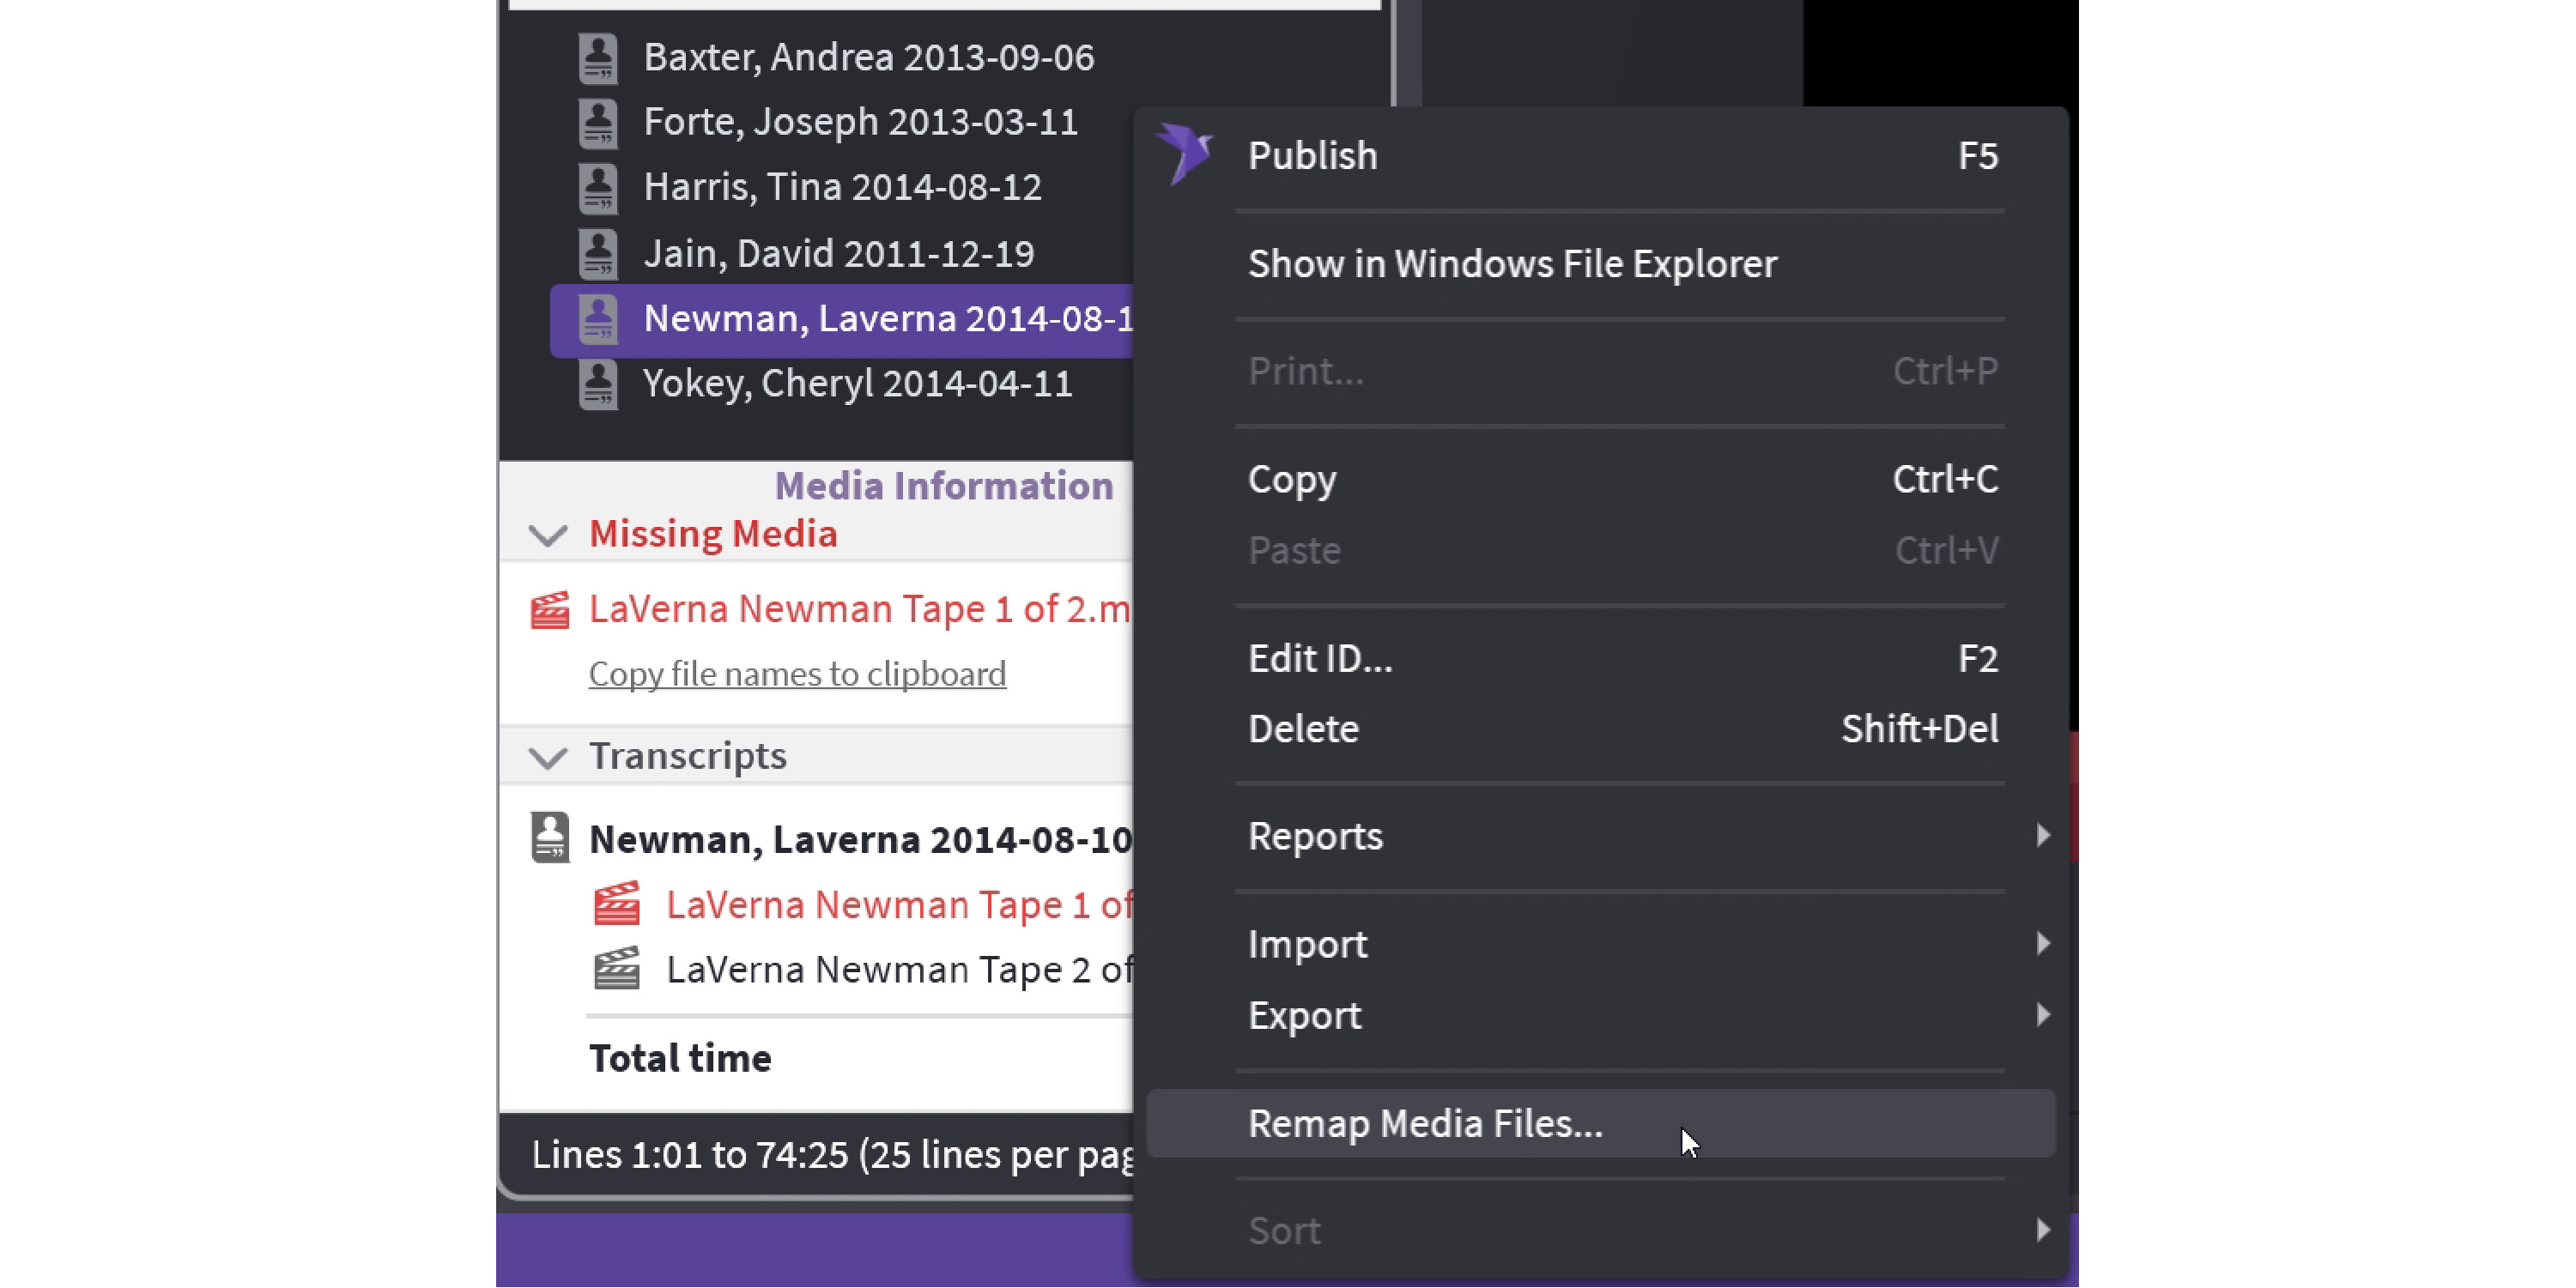 Baxter, Andrea 2013-09-06
Forte, Joseph 2013-03-11
Harris, Tina 2014-08-12
Jain, David 2011-12-19
Newman, Laverna 2014-08-1
Yokey, Cheryl 2014-04-11
Media Information
Missing Media
LaVerna Newman Tape 1 of 2.m
Copy file names to clipboard
Transcripts
Newman, Laverna 2014-08-10
LaVerna Newman Tape 1 of
LaVerna Newman Tape 2 of
Total time
Lines 1:01 to 74:25 (25 lines per pag
Publish F5
Show in Windows File Explorer
Print... Ctrl+P
Copy Ctrl+C
Paste Ctrl+V
Edit ID... F2
Delete Shift+Del
Reports
Import
Export
Remap Media Files...
Sort